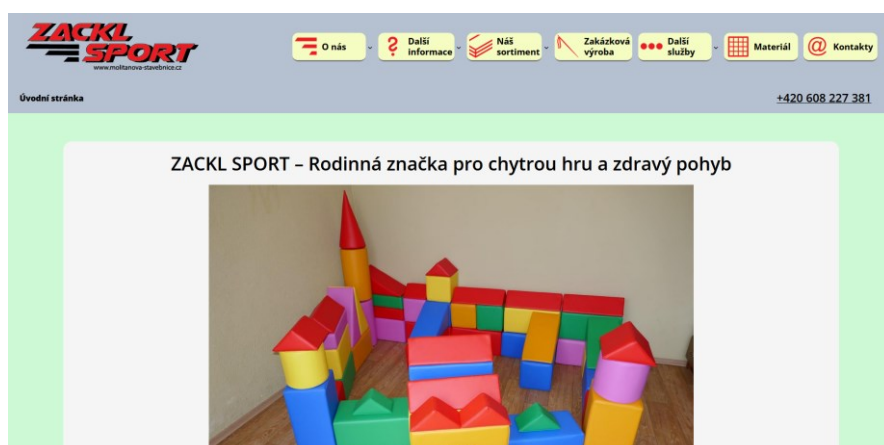 ZACKL
SPORT
www.molitanova-stavebnice.cz
O nás
Další
informace
Náš
sortiment
Zakázková
výroba
Další
služby
Materiál
@ Kontakty
Úvodní stránka
+420 608 227 381
ZACKL SPORT – Rodinná značka pro chytrou hru a zdravý pohyb